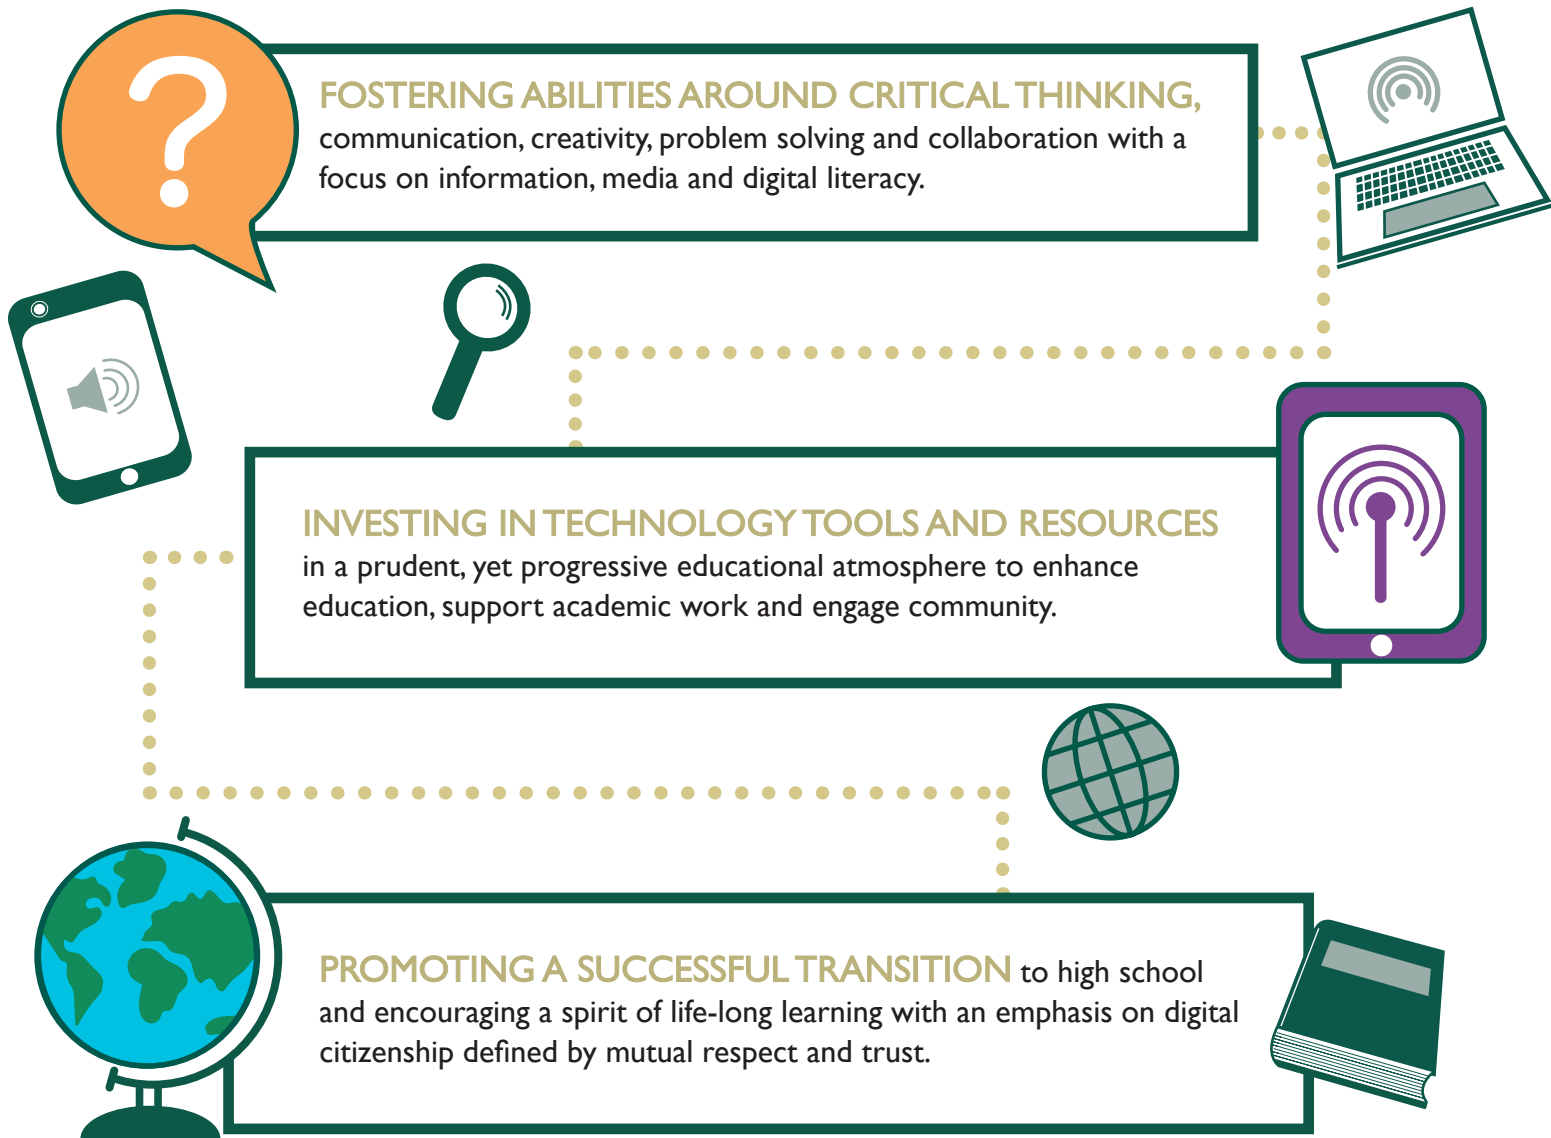 FOSTERING ABILITIES AROUND CRITICAL THINKING,
communication, creativity, problem solving and collaboration with a
focus on information, media and digital literacy.
INVESTING IN TECHNOLOGY TOOLS AND RESOURCES
in a prudent, yet progressive educational atmosphere to enhance
education, support academic work and engage community.
PROMOTING A SUCCESSFUL TRANSITION to high school
and encouraging a spirit of life-long learning with an emphasis on digital
citizenship defined by mutual respect and trust.